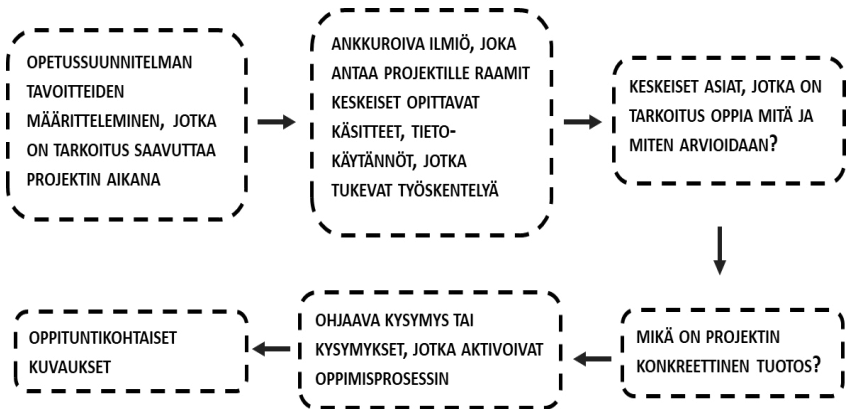 OPETUSSUUNNITELMAN
TAVOITTEIDEN
MÄÄRITTELEMINEN, JOTKA
ON TARKOITUS SAAVUTTAA
PROJEKTIN AIKANA
ANKKUROIVA ILMIÖ, JOKA
ANTAA PROJEKTILLE RAAMIT
KESKEISET OPITTAVAT
KÄSITTEET, TIETO-
KÄYTÄNNÖT, JOTKA
TUKEVAT TYÖSKENTELYÄ
KESKEISET ASIAT, JOTKA ON
TARKOITUS OPPIA MITÄ JA
MITEN ARVIOIDAAN?
MIKÄ ON PROJEKTIN
KONKREETTINEN TUOTOS?
OHJAAVA KYSYMYS TAI
KYSYMYKSET, JOTKA AKTIVOIVAT
OPPIMISPROSESSIN
OPPITUNTIKOHTAISET
KUVAUKSET